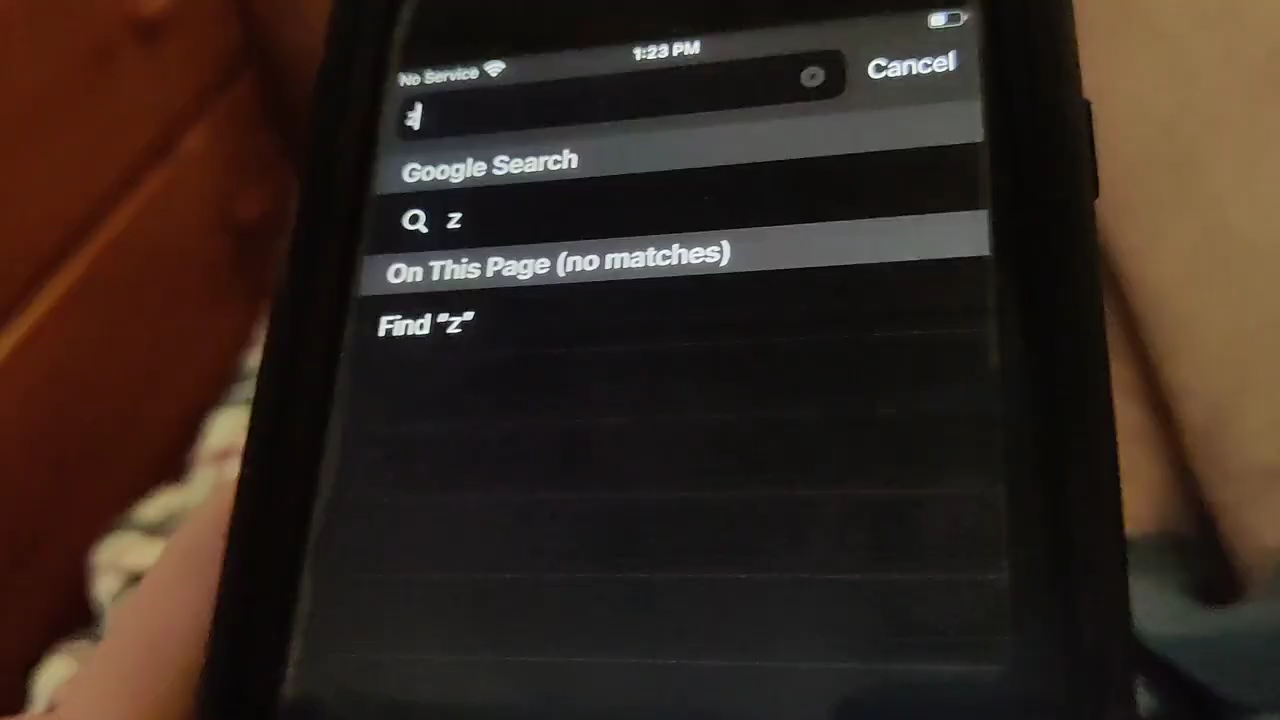 No Service 1:23 PM
z Cancel
Google Search
z
On This Page (no matches)
Find “z”